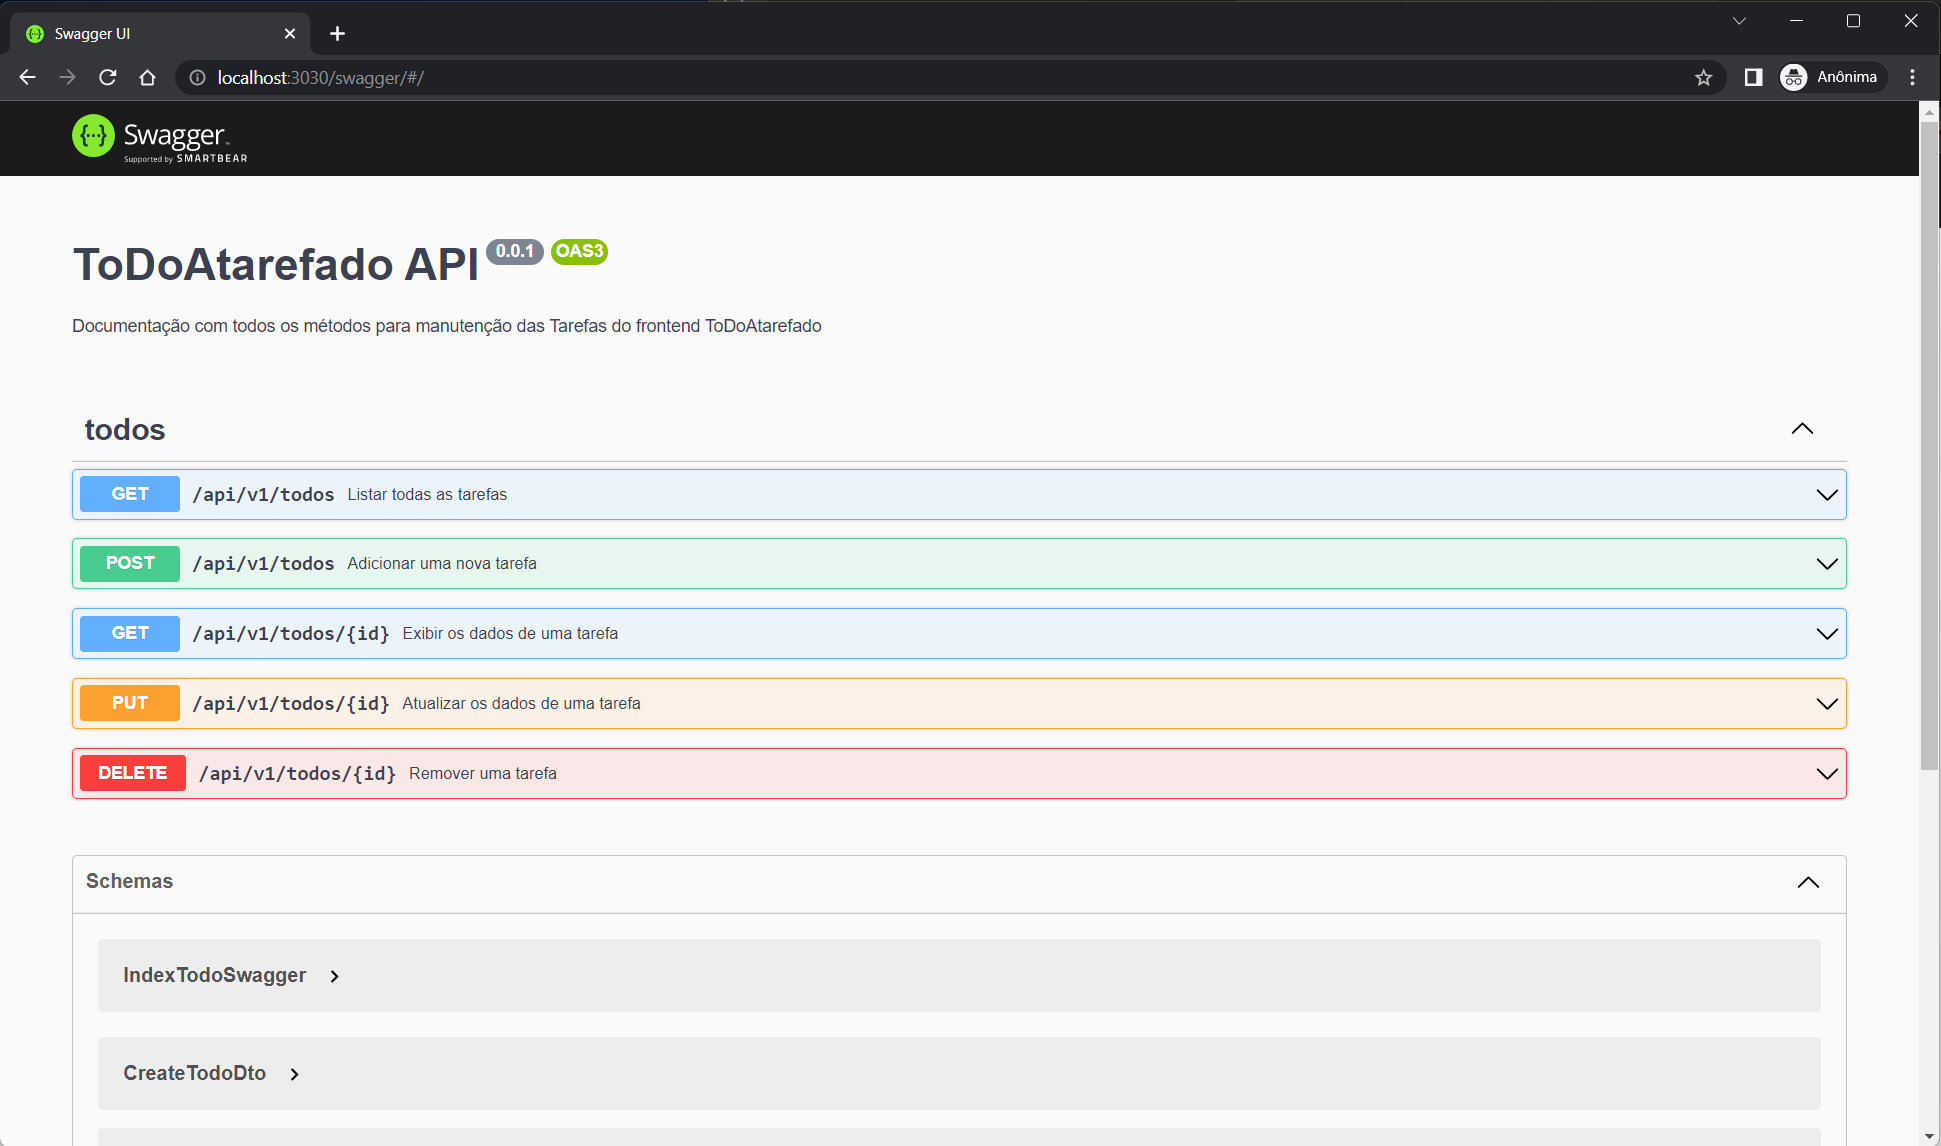 Swagger UI
localhost:3030/swagger/#/
Anônima
{···} Swagger™
Supported by SMARTBEAR
ToDoAtarefado API 0.0.1 OAS3
Documentação com todos os métodos para manutenção das Tarefas do frontend ToDoAtarefado
todos
GET /api/v1/todos Listar todas as tarefas
POST /api/v1/todos Adicionar uma nova tarefa
GET /api/v1/todos/{id} Exibir os dados de uma tarefa
PUT /api/v1/todos/{id} Atualizar os dados de uma tarefa
DELETE /api/v1/todos/{id} Remover uma tarefa
Schemas
IndexTodoSwagger
CreateTodoDto